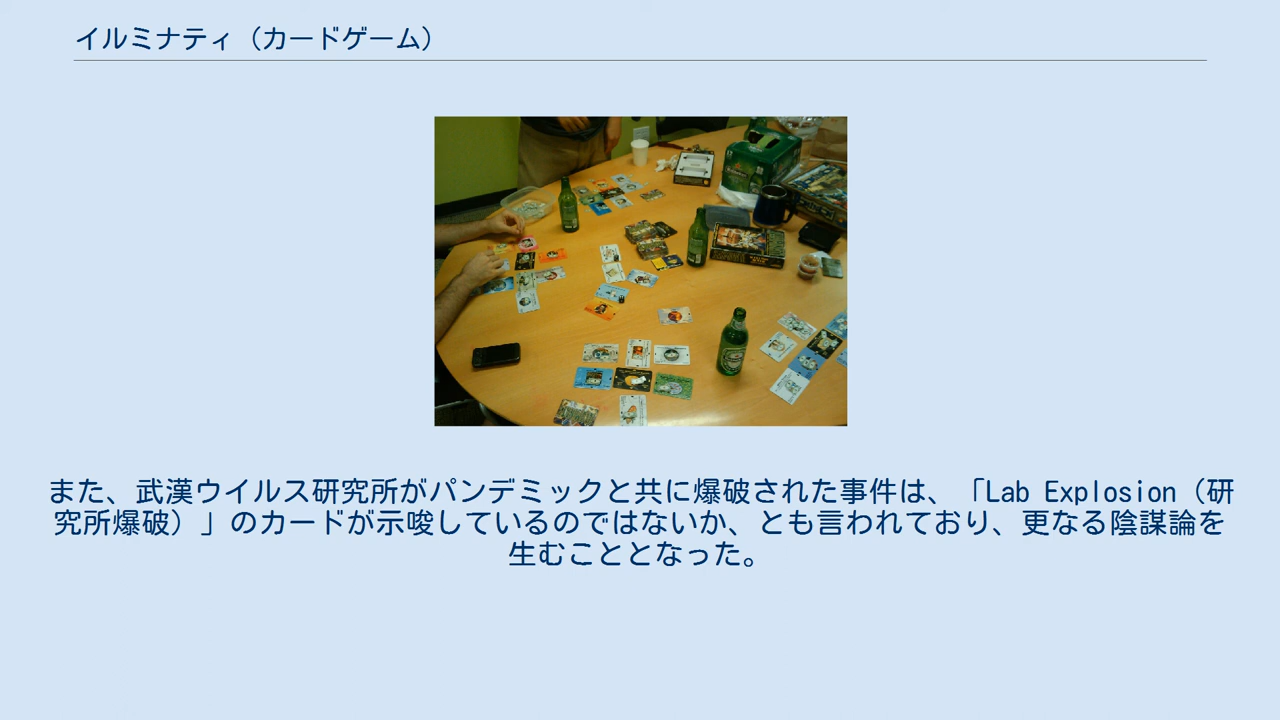 イルミナティ（カードゲーム）
また、武漢ウイルス研究所がパンデミックと共に爆破された事件は、「Lab Explosion（研
究所爆破）」のカードが示唆しているのではないか、とも言われており、更なる陰謀論を
生むこととなった。